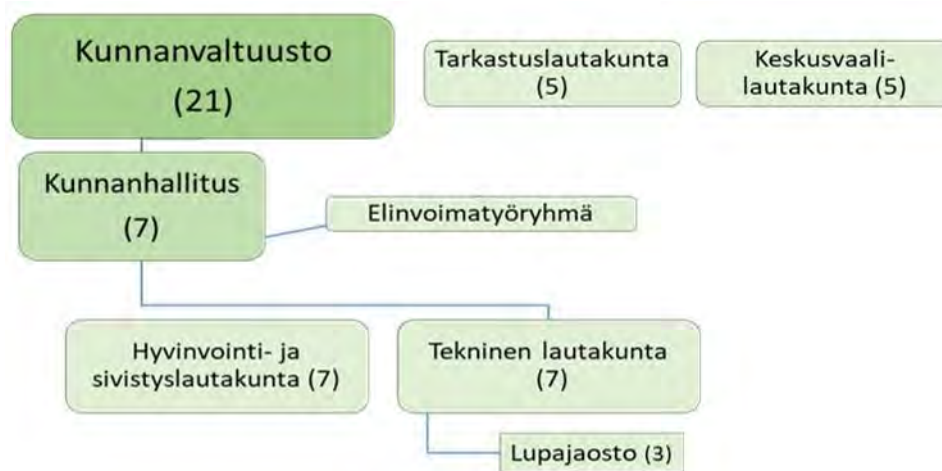 Kunnanvaltuusto
(21)
Tarkastuslautakunta
(5)
Keskusvaali-
lautakunta (5)
Kunnanhallitus
(7)
Elinvoimatyöryhmä
Hyvinvointi- ja
sivistyslautakunta (7)
Tekninen lautakunta
(7)
Lupajaosto (3)